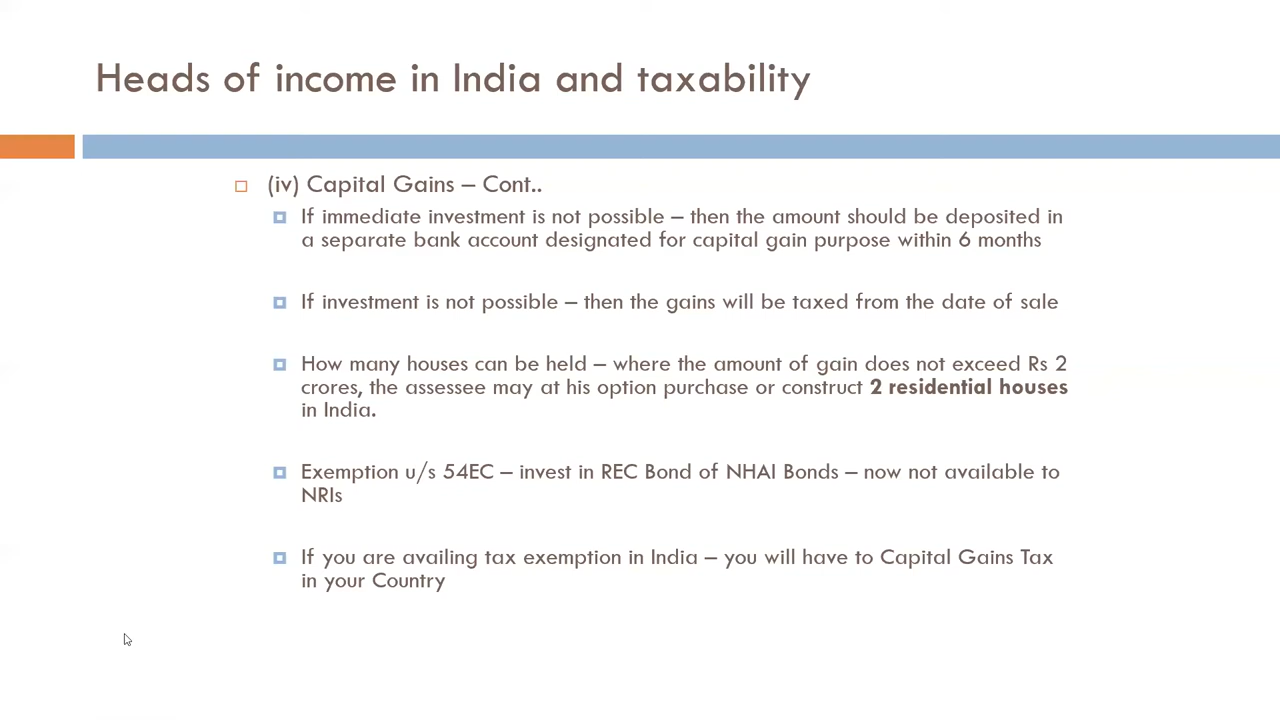 Heads of income in India and taxability
(iv) Capital Gains – Cont..
If immediate investment is not possible – then the amount should be deposited in
a separate bank account designated for capital gain purpose within 6 months
If investment is not possible – then the gains will be taxed from the date of sale
How many houses can be held – where the amount of gain does not exceed Rs 2
crores, the assessee may at his option purchase or construct 2 residential houses
in India.
Exemption u/s 54EC – invest in REC Bond of NHAI Bonds – now not available to
NRIs
If you are availing tax exemption in India – you will have to Capital Gains Tax
in your Country